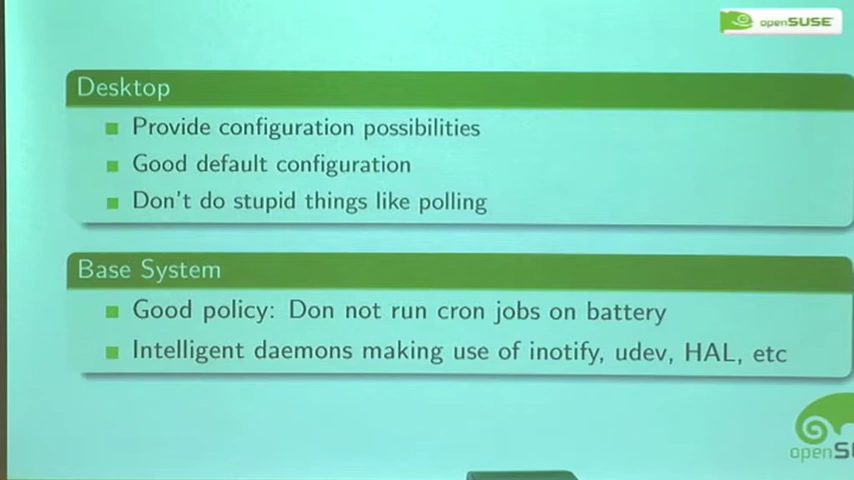 openSUSE
Desktop
Provide configuration possibilities
Good default configuration
Don't do stupid things like polling
Base System
Good policy: Don not run cron jobs on battery
Intelligent daemons making use of inotify, udev, HAL, etc
openSU